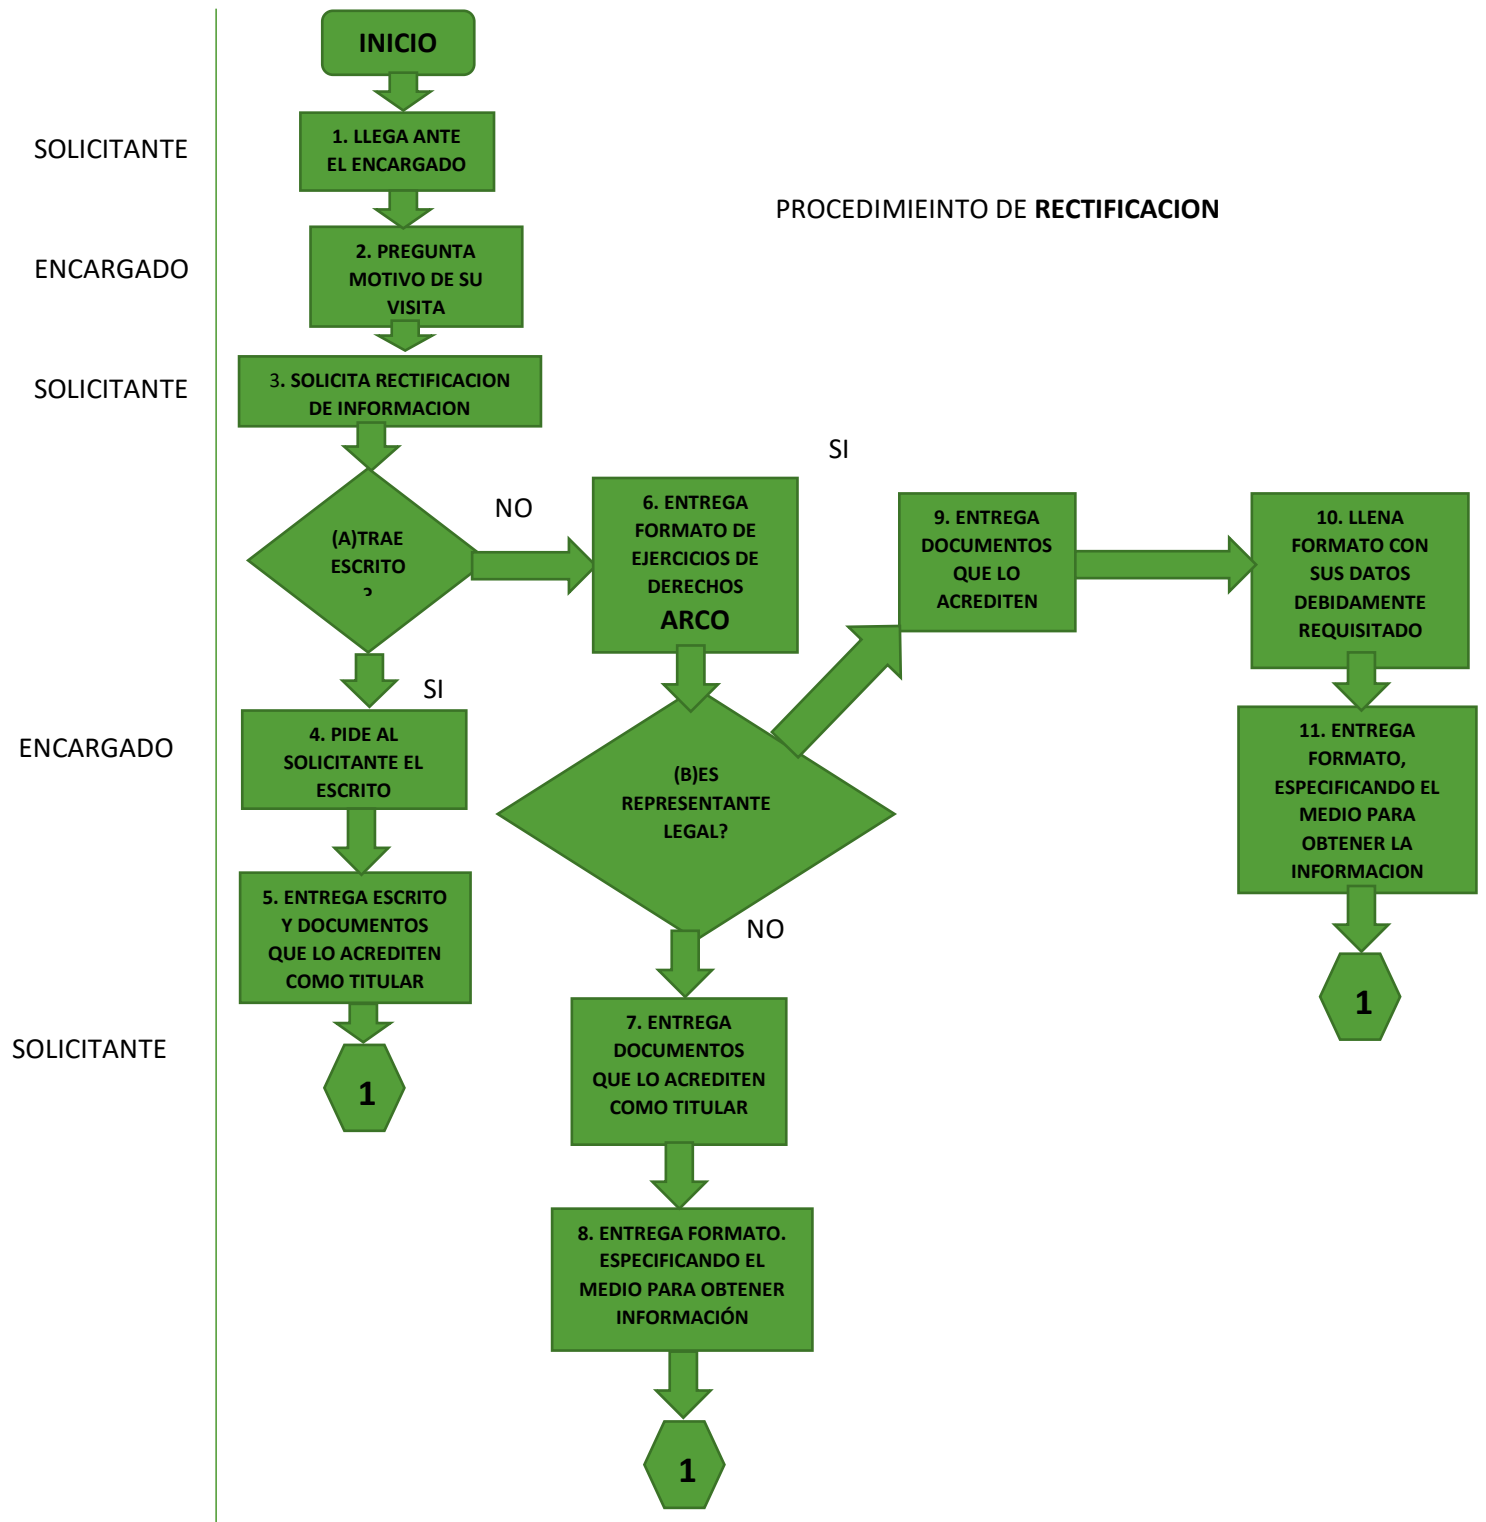 INICIO
SOLICITANTE
1. LLEGA ANTE
EL ENCARGADO
PROCEDIMIEINTO DE RECTIFICACION
ENCARGADO
2. PREGUNTA
MOTIVO DE SU
VISITA
SOLICITANTE
3. SOLICITA RECTIFICACION
DE INFORMACION
(A)TRAE
ESCRITO
?
NO
6. ENTREGA
FORMATO DE
EJERCICIOS DE
DERECHOS
ARCO
SI
9. ENTREGA
DOCUMENTOS
QUE LO
ACREDITEN
10. LLENA
FORMATO CON
SUS DATOS
DEBIDAMENTE
REQUISITADO
SI
ENCARGADO
4. PIDE AL
SOLICITANTE EL
ESCRITO
(B)ES
REPRESENTANTE
LEGAL?
11. ENTREGA
FORMATO,
ESPECIFICANDO EL
MEDIO PARA
OBTENER LA
INFORMACION
5. ENTREGA ESCRITO
Y DOCUMENTOS
QUE LO ACREDITEN
COMO TITULAR
NO
1
SOLICITANTE
1
7. ENTREGA
DOCUMENTOS
QUE LO ACREDITEN
COMO TITULAR
8. ENTREGA FORMATO.
ESPECIFICANDO EL
MEDIO PARA OBTENER
INFORMACIÓN
1